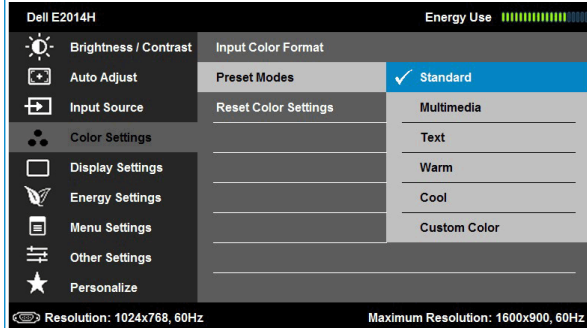 Dell E2014H Energy Use
Brightness / Contrast Input Color Format
Auto Adjust Preset Modes Standard
Input Source Reset Color Settings Multimedia
Color Settings Text
Display Settings Warm
Energy Settings Cool
Menu Settings Custom Color
Other Settings
Personalize
Resolution: 1024x768, 60Hz Maximum Resolution: 1600x900, 60Hz